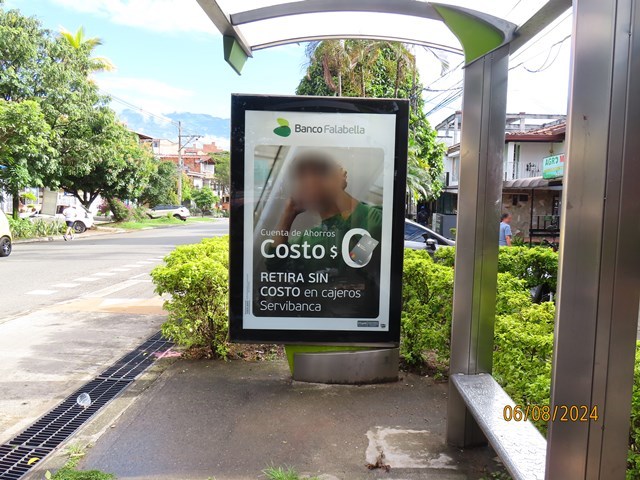 Banco Falabella
Cuenta de Ahorros
Costo $0
RETIRA SIN
COSTO en cajeros
Servibanca
06/08/2024